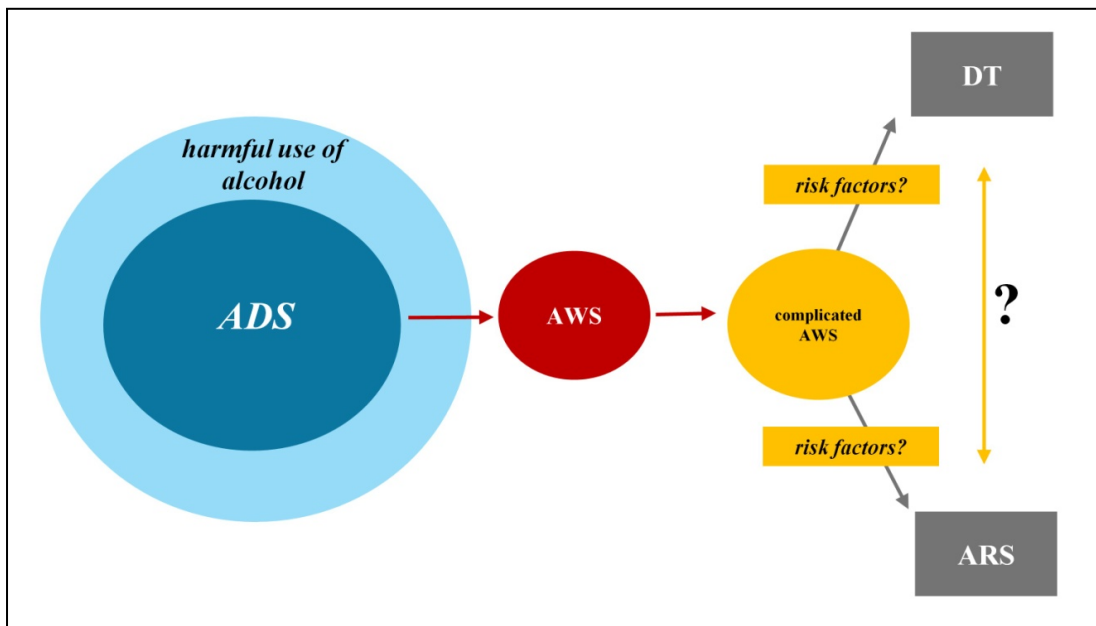 DT
harmful use of
alcohol
risk factors?
ADS
AWS
complicated
AWS
?
risk factors?
ARS